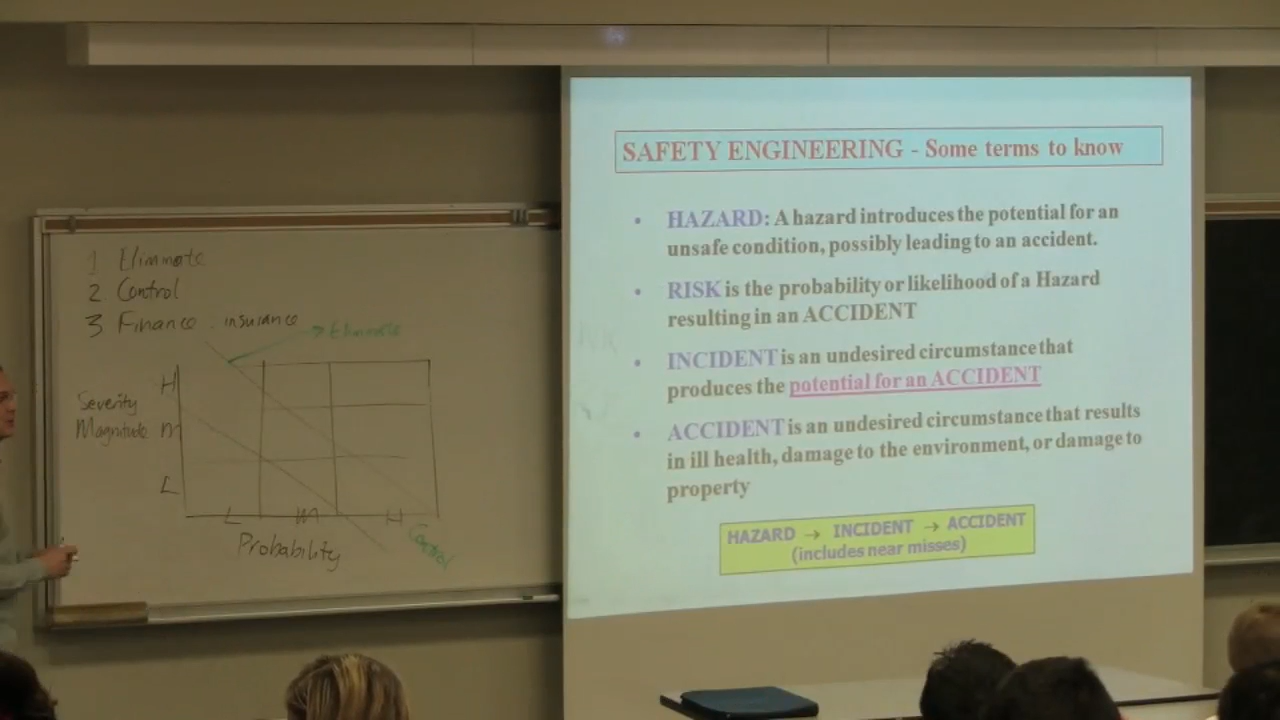 1 Eliminate
2 Control
3 Finance . insurance
Eliminate
H
Severity
Magnitude m
L
L m H
Probability
Control
SAFETY ENGINEERING - Some terms to know
• HAZARD: A hazard introduces the potential for an
unsafe condition, possibly leading to an accident.
• RISK is the probability or likelihood of a Hazard
resulting in an ACCIDENT
• INCIDENT is an undesired circumstance that
produces the potential for an ACCIDENT
• ACCIDENT is an undesired circumstance that results
in ill health, damage to the environment, or damage to
property
HAZARD → INCIDENT → ACCIDENT
(includes near misses)